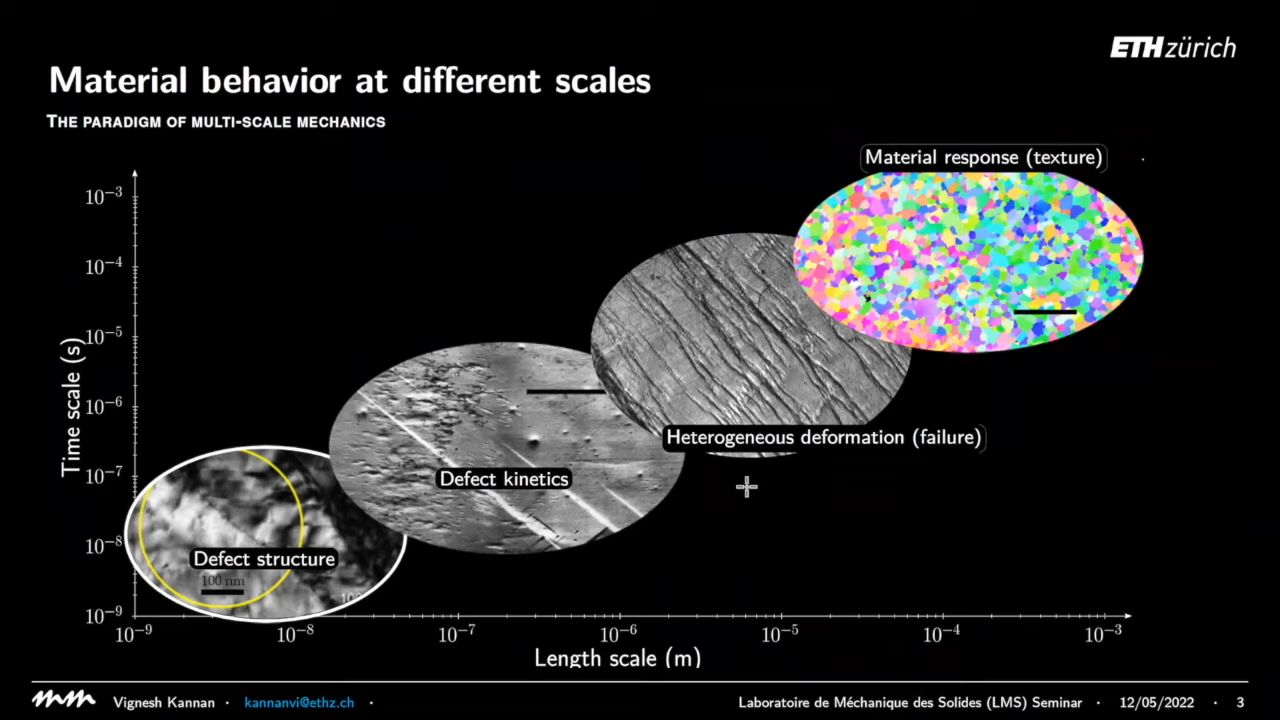 ETH zürich
Material behavior at different scales
THE PARADIGM OF MULTI-SCALE MECHANICS
Material response (texture)
10⁻³
10⁻⁴
10⁻⁵
10⁻⁶
10⁻⁷
10⁻⁸
10⁻⁹
Time scale (s)
Heterogeneous deformation (failure)
Defect kinetics
Defect structure
100 nm
100
10⁻⁹ 10⁻⁸ 10⁻⁷ 10⁻⁶ 10⁻⁵ 10⁻⁴ 10⁻³
Length scale (m)
Vignesh Kannan · kannanvi@ethz.ch ·
Laboratoire de Méchanique des Solides (LMS) Seminar · 12/05/2022 · 3